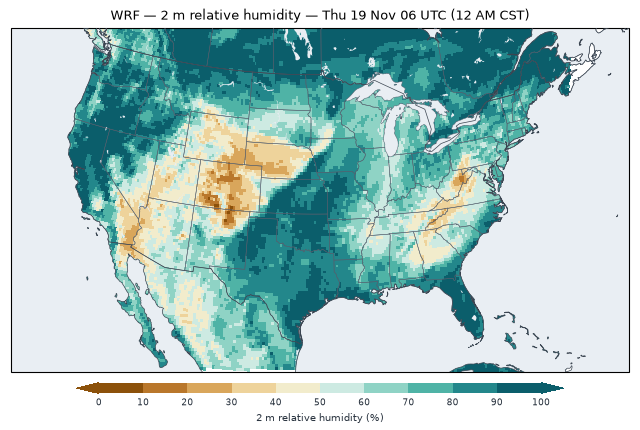 WRF — 2 m relative humidity — Thu 19 Nov 06 UTC (12 AM CST)
0 10 20 30 40 50 60 70 80 90 100
2 m relative humidity (%)